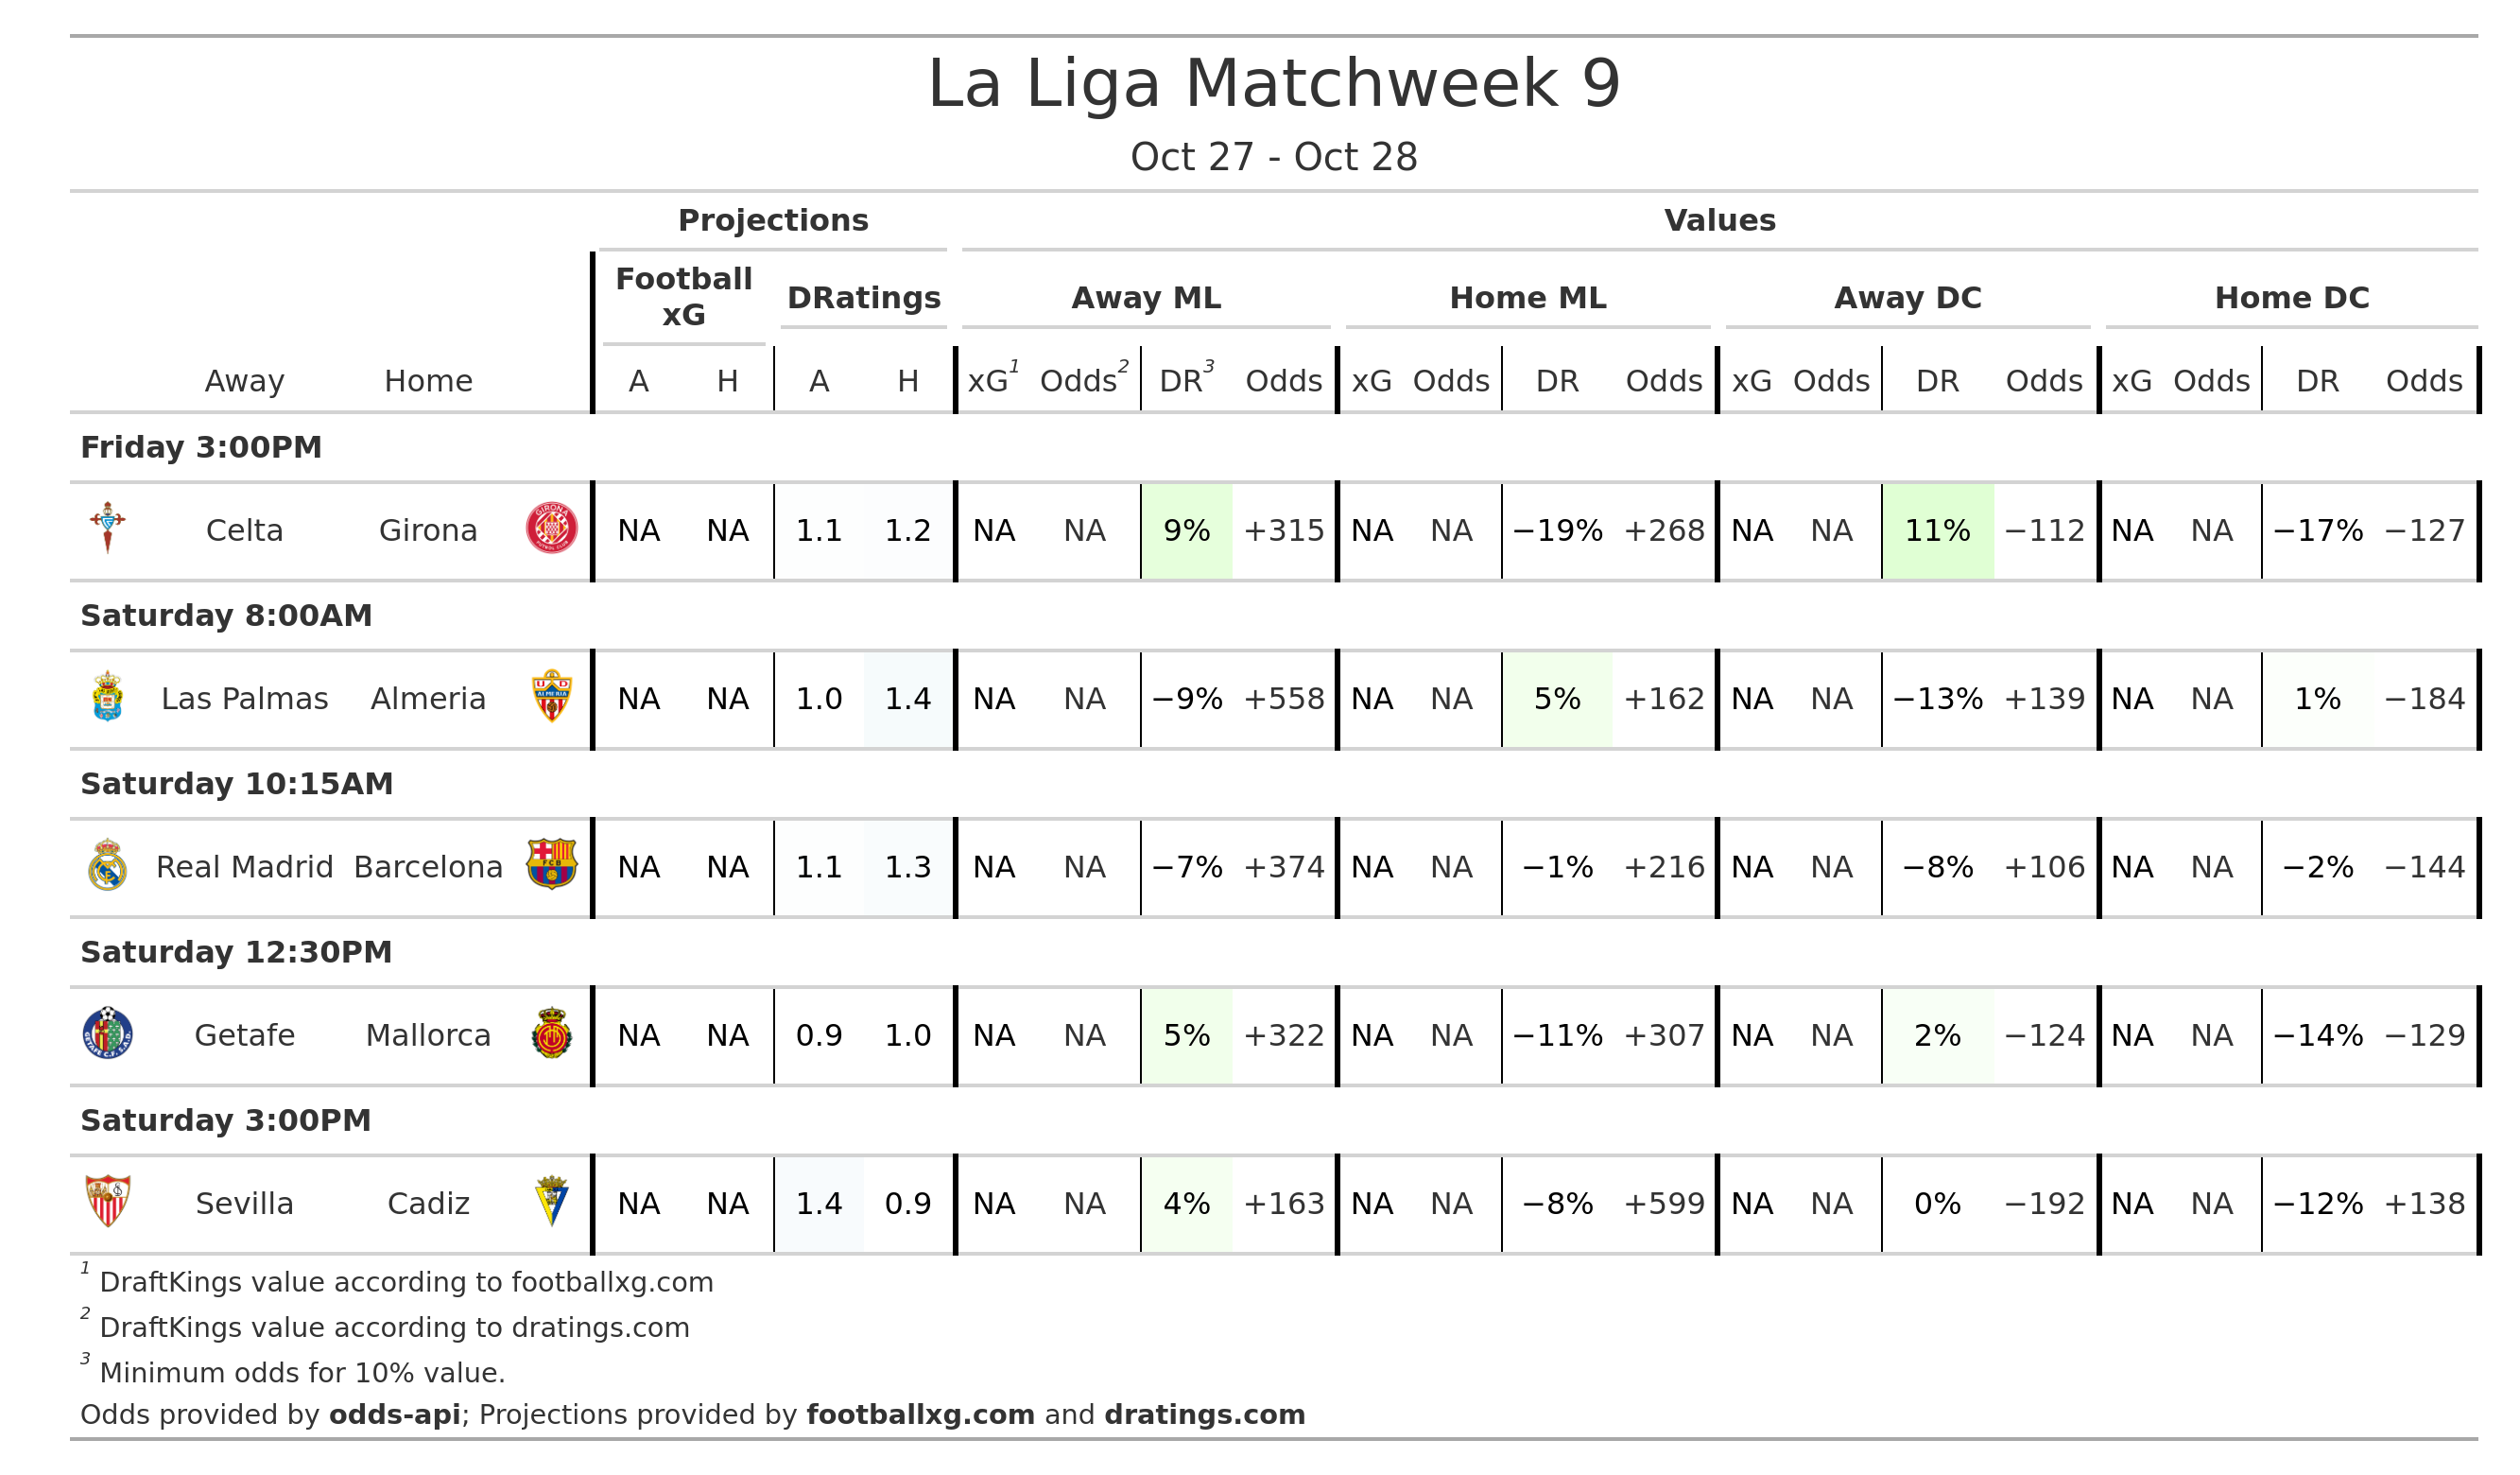 La Liga Matchweek 9
Oct 27 - Oct 28
Projections Values
Football xG DRatings Away ML Home ML Away DC Home DC
Away Home A H A H xG1 Odds2 DR3 Odds xG Odds DR Odds xG Odds DR Odds xG Odds DR Odds
Friday 3:00PM
Celta Girona NA NA 1.1 1.2 NA NA 9% +315 NA NA −19% +268 NA NA 11% −112 NA NA −17% −127
Saturday 8:00AM
Las Palmas Almeria NA NA 1.0 1.4 NA NA −9% +558 NA NA 5% +162 NA NA −13% +139 NA NA 1% −184
Saturday 10:15AM
Real Madrid Barcelona NA NA 1.1 1.3 NA NA −7% +374 NA NA −1% +216 NA NA −8% +106 NA NA −2% −144
Saturday 12:30PM
Getafe Mallorca NA NA 0.9 1.0 NA NA 5% +322 NA NA −11% +307 NA NA 2% −124 NA NA −14% −129
Saturday 3:00PM
Sevilla Cadiz NA NA 1.4 0.9 NA NA 4% +163 NA NA −8% +599 NA NA 0% −192 NA NA −12% +138
1 DraftKings value according to footballxg.com
2 DraftKings value according to dratings.com
3 Minimum odds for 10% value.
Odds provided by odds-api; Projections provided by footballxg.com and dratings.com